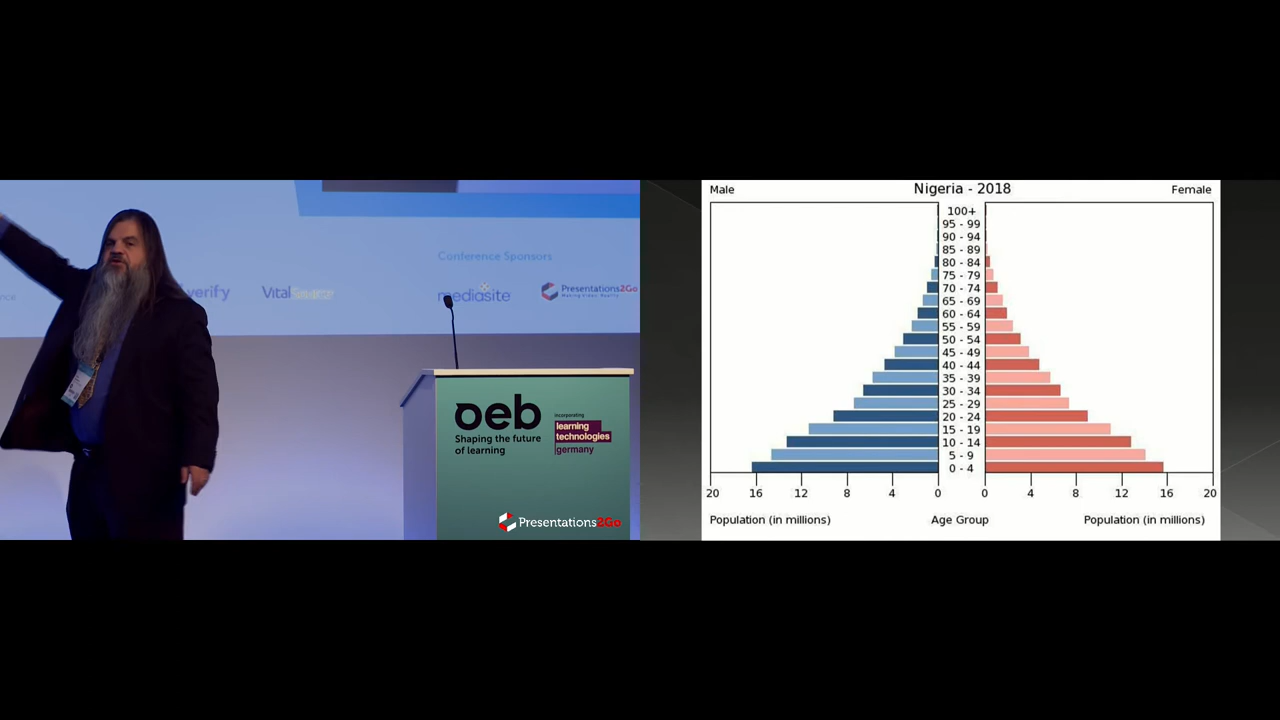 Conference Sponsors
verify
Vital
mediasite
Presentations2Go
Making Video Reality
oeb
Shaping the future
of learning
incorporating
learning
technologies
germany
Presentations2Go
Male
Nigeria - 2018
Female
100+
95 - 99
90 - 94
85 - 89
80 - 84
75 - 79
70 - 74
65 - 69
60 - 64
55 - 59
50 - 54
45 - 49
40 - 44
35 - 39
30 - 34
25 - 29
20 - 24
15 - 19
10 - 14
5 - 9
0 - 4
20 16 12 8 4 0 0 4 8 12 16 20
Population (in millions) Age Group Population (in millions)